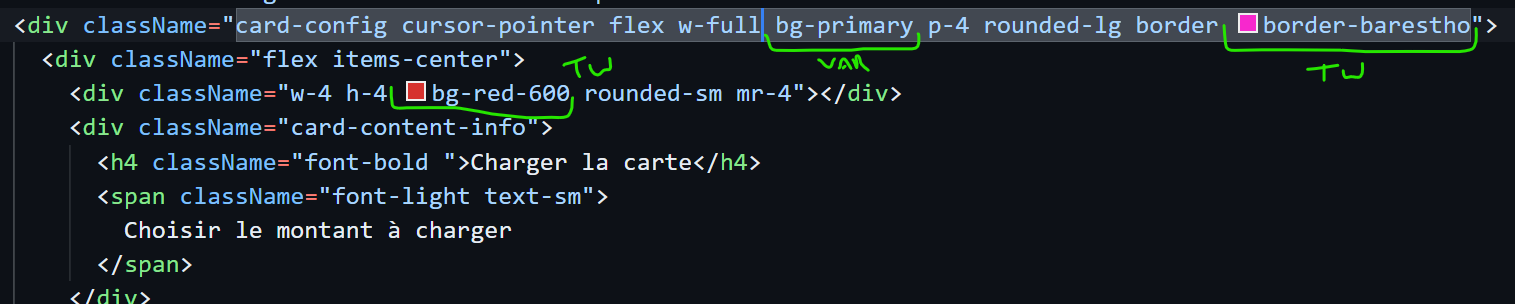 <div className="card-config cursor-pointer flex w-full bg-primary p-4 rounded-lg border border-barestho">
<div className="flex items-center">
TW
VAR
TW
<div className="w-4 h-4 bg-red-600 rounded-sm mr-4"></div>
<div className="card-content-info">
<h4 className="font-bold ">Charger la carte</h4>
<span className="font-light text-sm">
Choisir le montant à charger
</span>
</div>